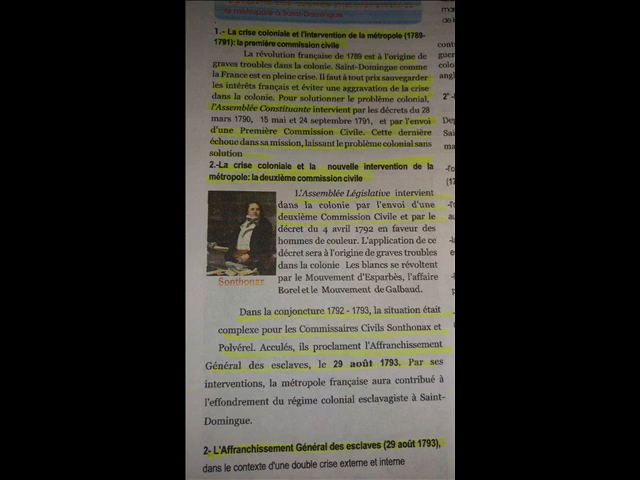 la métropole à Saint-Domingue
1.- La crise coloniale et l'intervention de la métropole (1789-
1791): la première commission civile
La révolution française de 1789 est à l'origine de
graves troubles dans la colonie. Saint-Domingue comme
la France est en pleine crise. Il faut à tout prix sauvegarder
les intérêts français et éviter une aggravation de la crise
dans la colonie. Pour solutionner le problème colonial,
l'Assemblée Constituante intervient par les décrets du 28
mars 1790, 15 mai et 24 septembre 1791, et par l'envoi
d'une Première Commission Civile. Cette dernière
échoue dans sa mission, laissant le problème colonial sans
solution
2.-La crise coloniale et la nouvelle intervention de la
métropole: la deuxième commission civile
L'Assemblée Législative intervient
dans la colonie par l'envoi d'une
deuxième Commission Civile et par le
décret du 4 avril 1792 en faveur des
hommes de couleur. L'application de ce
décret sera à l'origine de graves troubles
dans la colonie Les blancs se révoltent
par le Mouvement d'Esparbès, l'affaire
Borel et le Mouvement de Galbaud.
Sonthonax
Dans la conjoncture 1792 - 1793, la situation était
complexe pour les Commissaires Civils Sonthonax et
Polvérel. Acculés, ils proclament l'Affranchissement
Général des esclaves, le 29 août 1793. Par ses
interventions, la métropole française aura contribué à
l'effondrement du régime colonial esclavagiste à Saint-
Domingue.
2- L'Affranchissement Général des esclaves (29 août 1793),
dans le contexte d'une double crise externe et interne